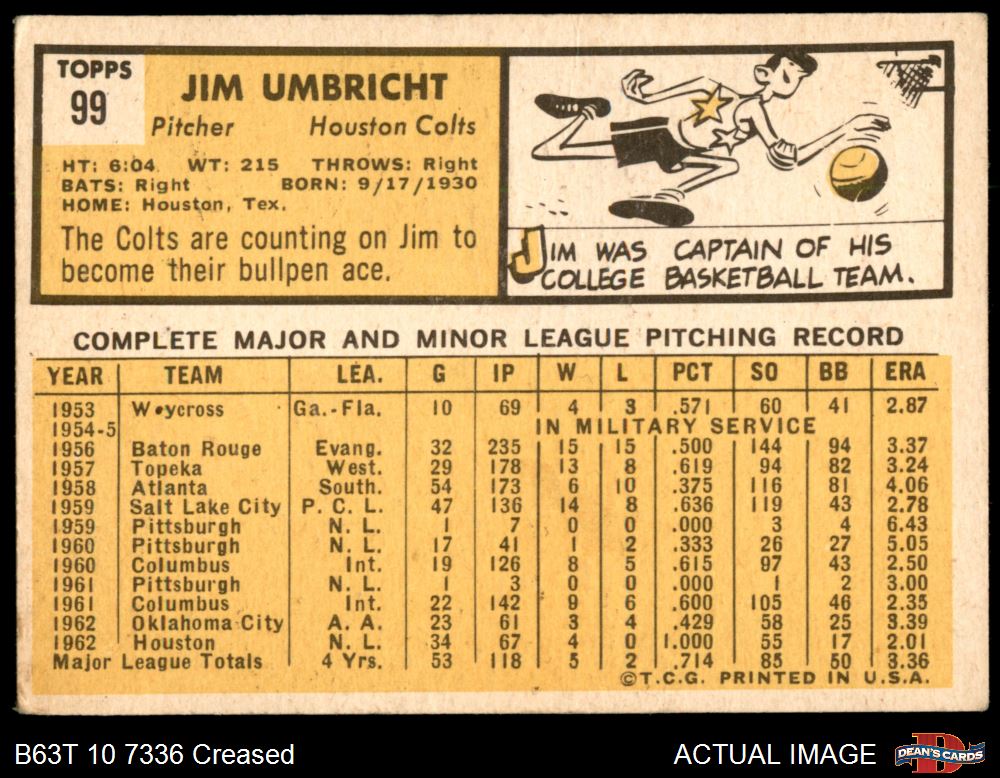 TOPPS
99
JIM UMBRICHT
Pitcher Houston Colts
HT: 6:04 WT: 215 THROWS: Right
BATS: Right BORN: 9/17/1930
HOME: Houston, Tex.
The Colts are counting on Jim to
become their bullpen ace.
JIM WAS CAPTAIN OF HIS
COLLEGE BASKETBALL TEAM.
COMPLETE MAJOR AND MINOR LEAGUE PITCHING RECORD
YEAR TEAM LEA. G IP W L PCT SO BB ERA
1953 Waycross Ga.-Fla. 10 69 4 3 .571 60 41 2.87
1954-5 IN MILITARY SERVICE
1956 Baton Rouge Evang. 32 235 15 15 .500 144 94 3.37
1957 Topeka West. 29 178 13 8 .619 94 82 3.24
1958 Atlanta South. 54 173 6 10 .375 116 81 4.06
1959 Salt Lake City P. C. L. 47 136 14 8 .636 119 43 2.78
1959 Pittsburgh N. L. 1 7 0 0 .000 3 4 6.43
1960 Pittsburgh N. L. 17 41 1 2 .333 26 27 5.05
1960 Columbus Int. 19 126 8 5 .615 97 43 2.50
1961 Pittsburgh N. L. 1 3 0 0 .000 1 2 3.00
1961 Columbus Int. 22 142 9 6 .600 105 46 2.35
1962 Oklahoma City A. A. 23 61 3 4 .429 58 25 3.39
1962 Houston N. L. 34 67 4 0 1.000 55 17 2.01
Major League Totals 4 Yrs. 53 118 5 2 .714 85 50 3.36
©T.C.G. PRINTED IN U.S.A.
B63T 10 7336 Creased ACTUAL IMAGE
DEAN'S CARDS